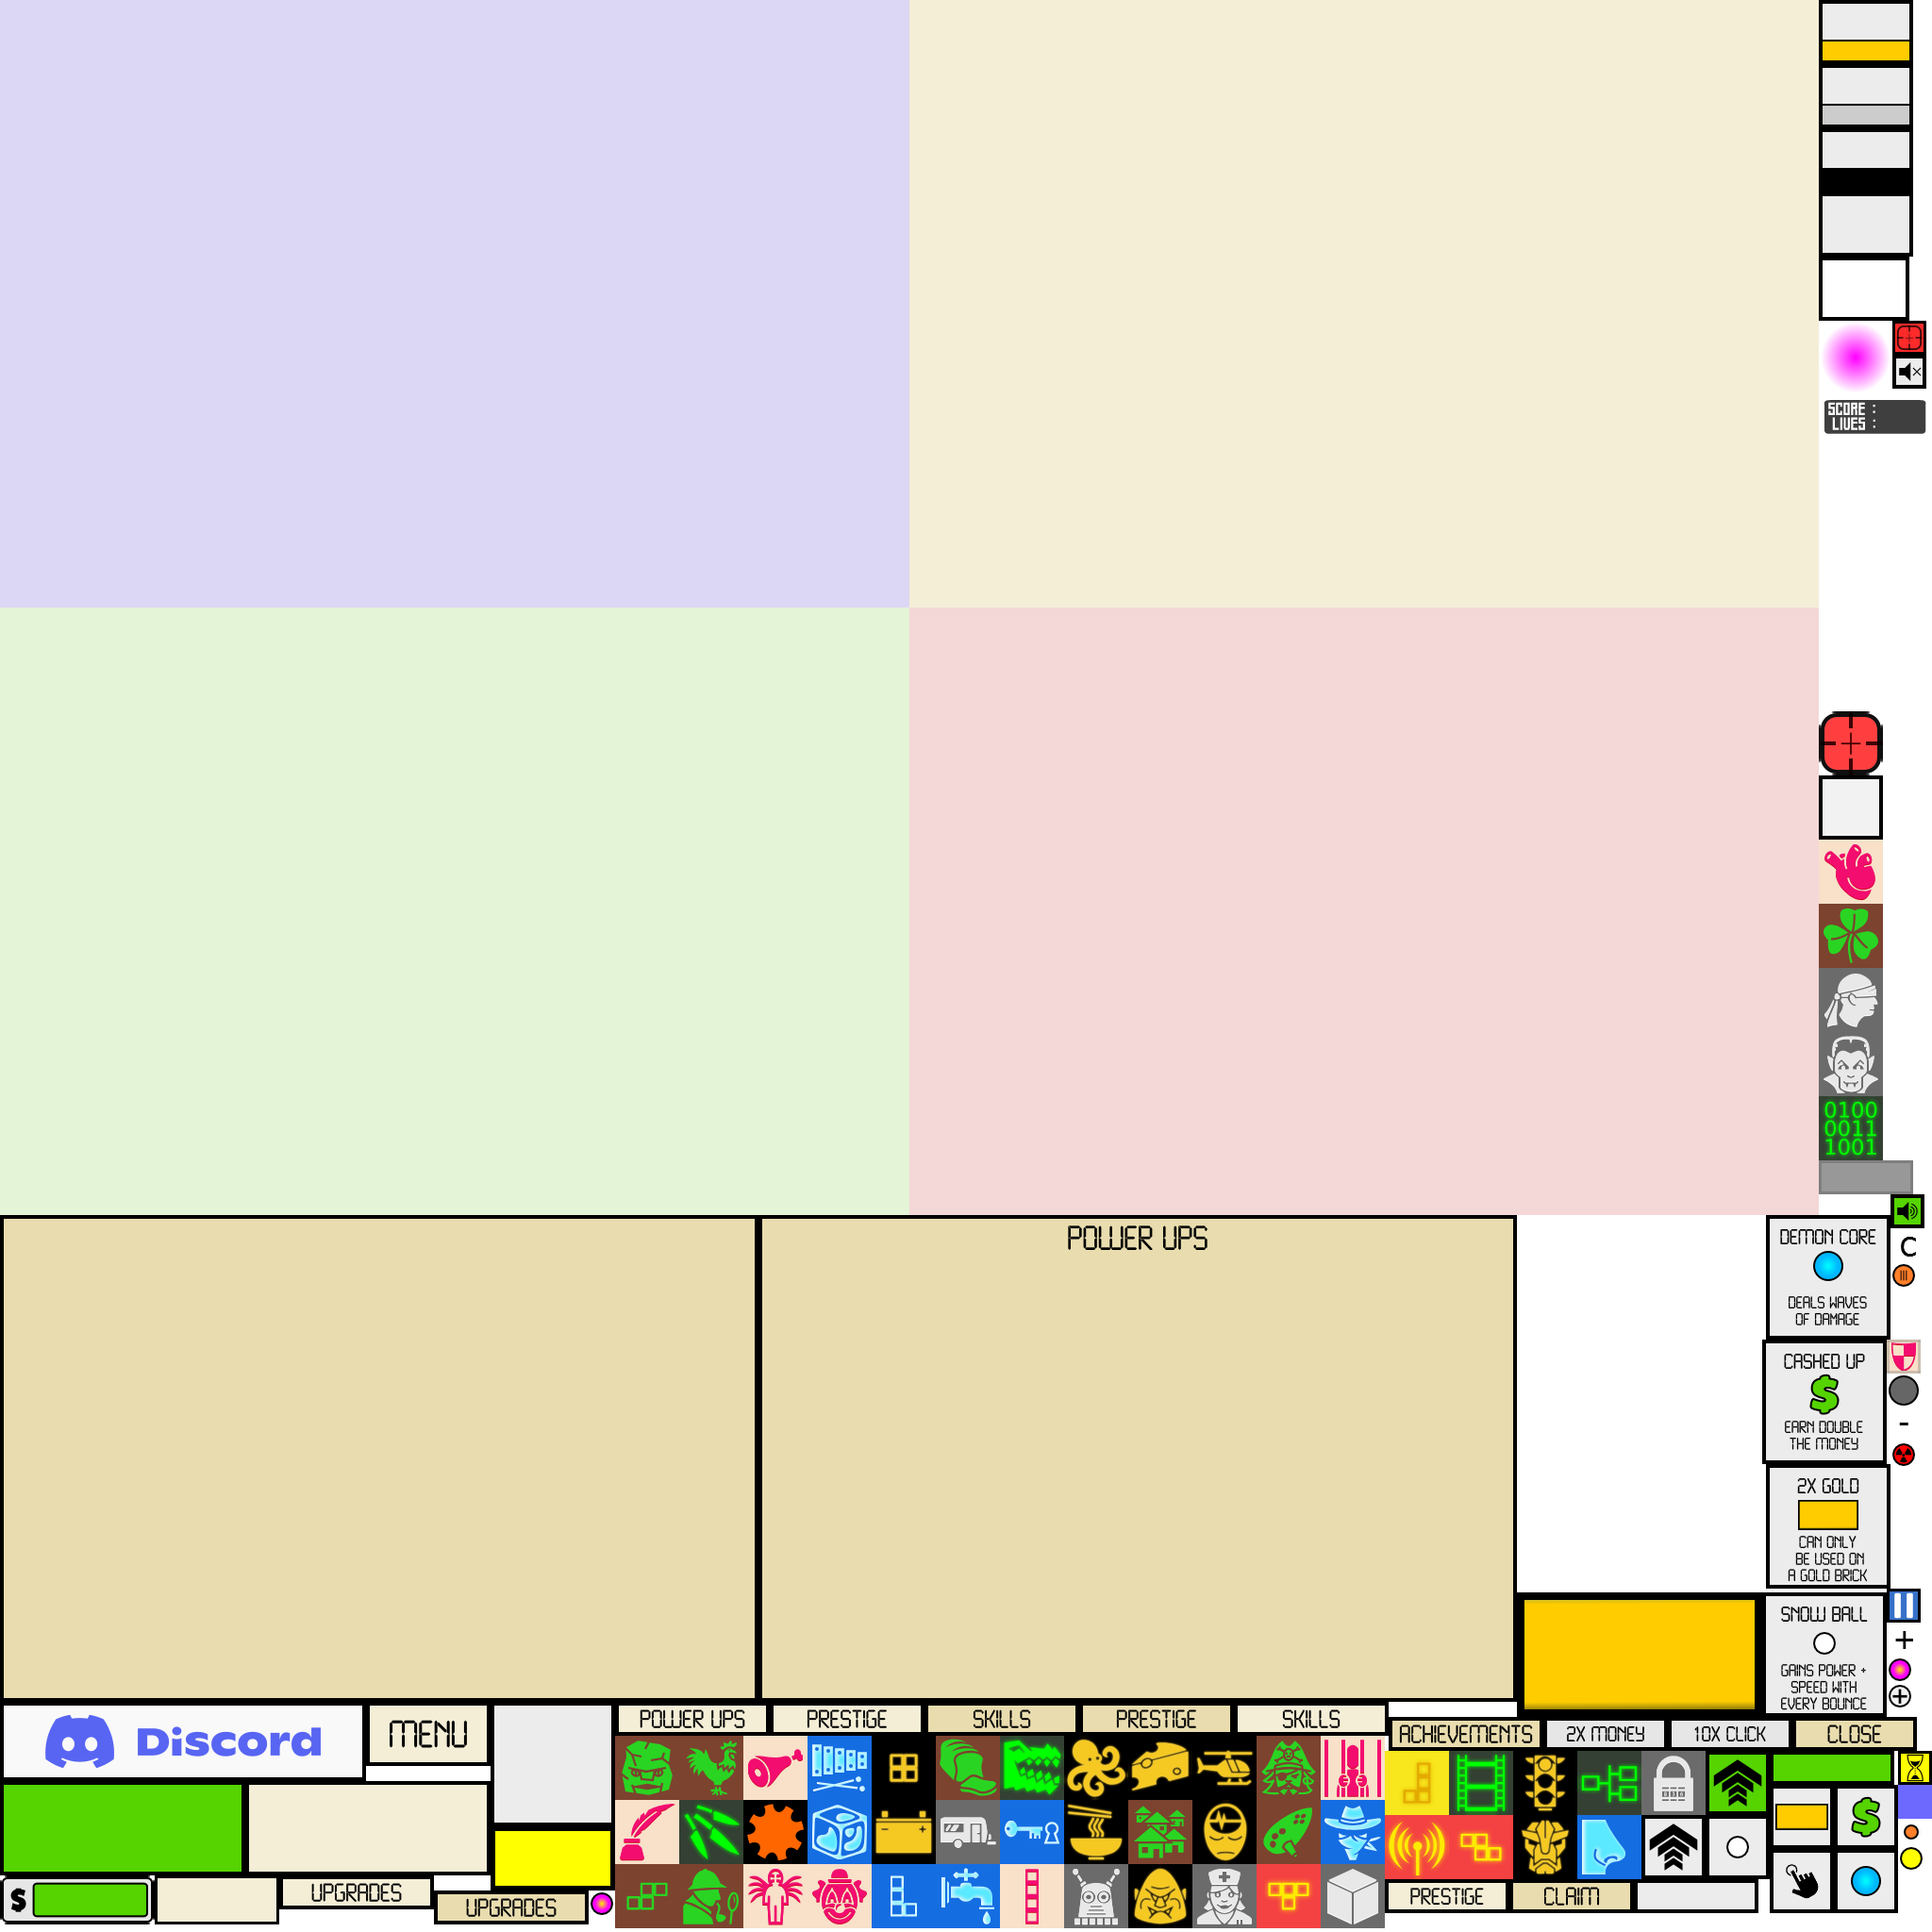 SCORE :
LIVES :
0100
0011
1001
POWER UPS
DEMON CORE
DEALS WAVES
OF DAMAGE
C
CASHED UP
$
EARN DOUBLE
THE MONEY
-
2X GOLD
CAN ONLY
BE USED ON
A GOLD BRICK
SNOW BALL
GAINS POWER +
SPEED WITH
EVERY BOUNCE
+
Discord
MENU
POWER UPS
PRESTIGE
SKILLS
PRESTIGE
SKILLS
ACHIEVEMENTS
2X MONEY
10X CLICK
CLOSE
$
$
UPGRADES
UPGRADES
PRESTIGE
CLAIM